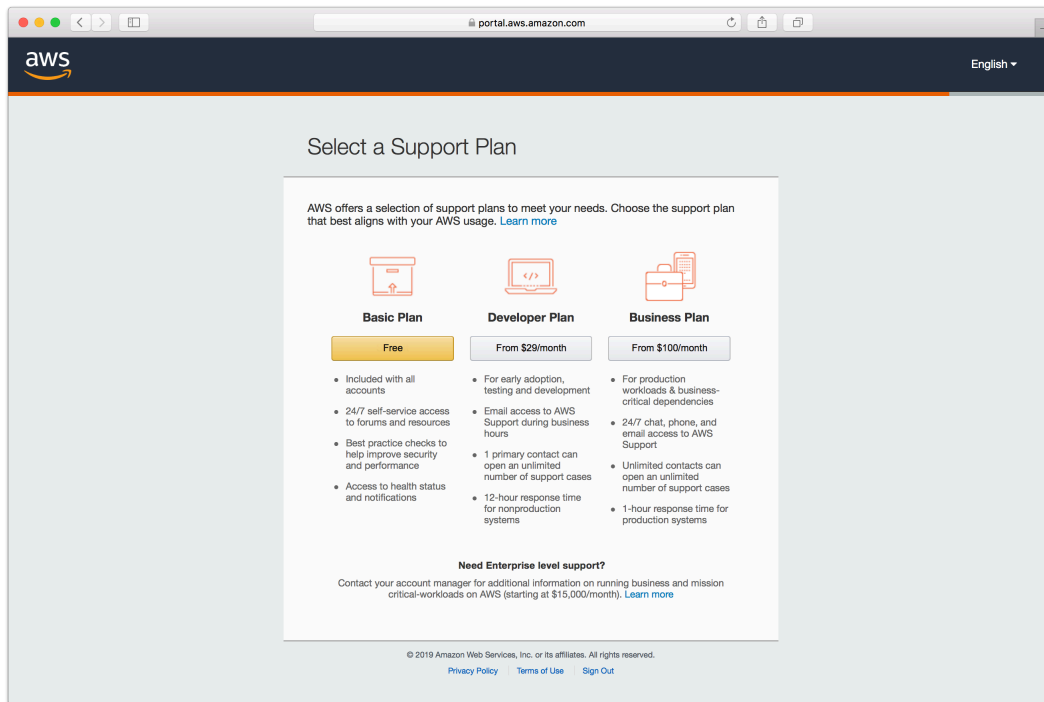 portal.aws.amazon.com
aws
English
Select a Support Plan
AWS offers a selection of support plans to meet your needs. Choose the support plan
that best aligns with your AWS usage. Learn more
</>
Basic Plan
Free
Included with all
accounts
24/7 self-service access
to forums and resources
Best practice checks to
help improve security
and performance
Access to health status
and notifications
Developer Plan
From $29/month
For early adoption,
testing and development
Email access to AWS
Support during business
hours
1 primary contact can
open an unlimited
number of support cases
12-hour response time
for nonproduction
systems
Business Plan
From $100/month
For production
workloads & business-
critical dependencies
24/7 chat, phone, and
email access to AWS
Support
Unlimited contacts can
open an unlimited
number of support cases
1-hour response time for
production systems
Need Enterprise level support?
Contact your account manager for additional information on running business and mission
critical-workloads on AWS (starting at $15,000/month). Learn more
© 2019 Amazon Web Services, Inc. or its affiliates. All rights reserved.
Privacy Policy | Terms of Use | Sign Out